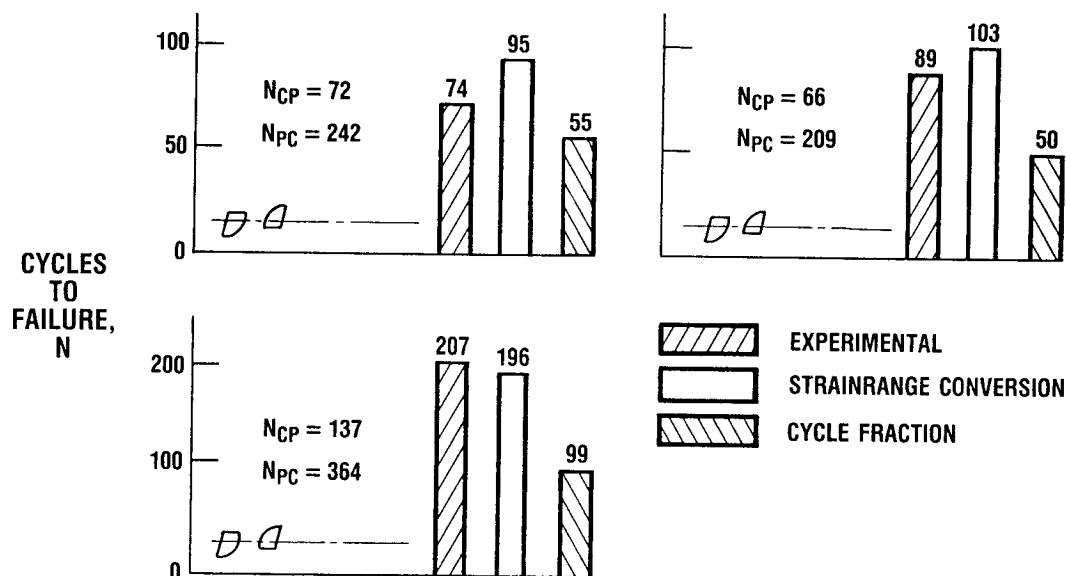 100
50
0
N_CP = 72
N_PC = 242
74
95
55
N_CP = 66
N_PC = 209
89
103
50
CYCLES
TO
FAILURE,
N
200
100
0
N_CP = 137
N_PC = 364
207
196
99
EXPERIMENTAL
STRAINRANGE CONVERSION
CYCLE FRACTION